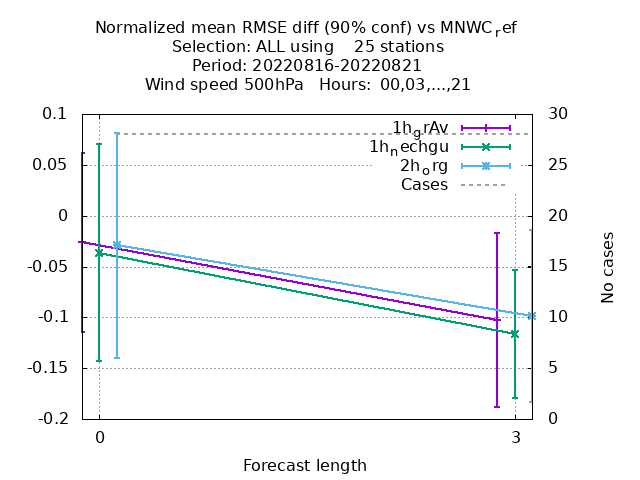 Normalized mean RMSE diff (90% conf) vs MNWC_ref
Selection: ALL using    25 stations
Period: 20220816-20220821
Wind speed 500hPa   Hours: 00,03,...,21
0.1
0.05
0
-0.05
-0.1
-0.15
-0.2
30
25
20
15
10
5
0
1h_grAv
1h_nechgu
2h_org
Cases
No cases
0
3
Forecast length